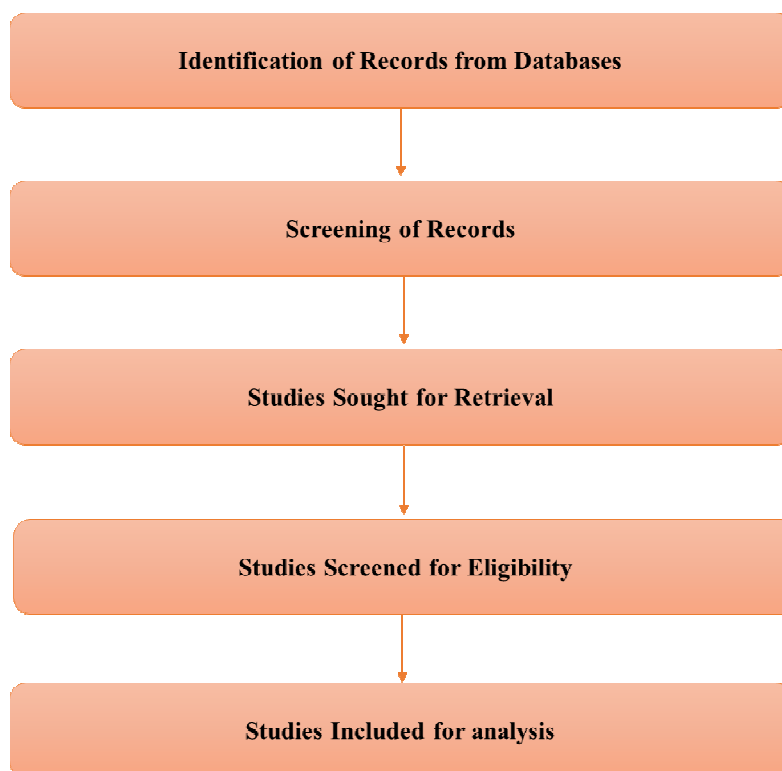 Identification of Records from Databases
Screening of Records
Studies Sought for Retrieval
Studies Screened for Eligibility
Studies Included for analysis